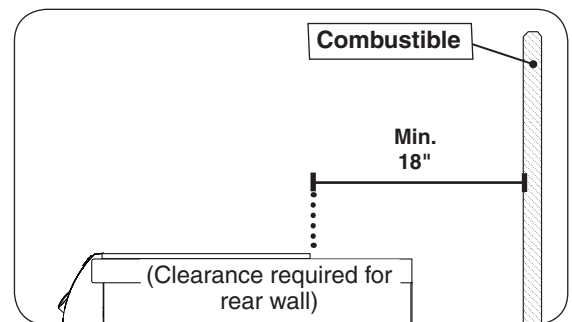 Combustible
Min.
18"
(Clearance required for
rear wall)